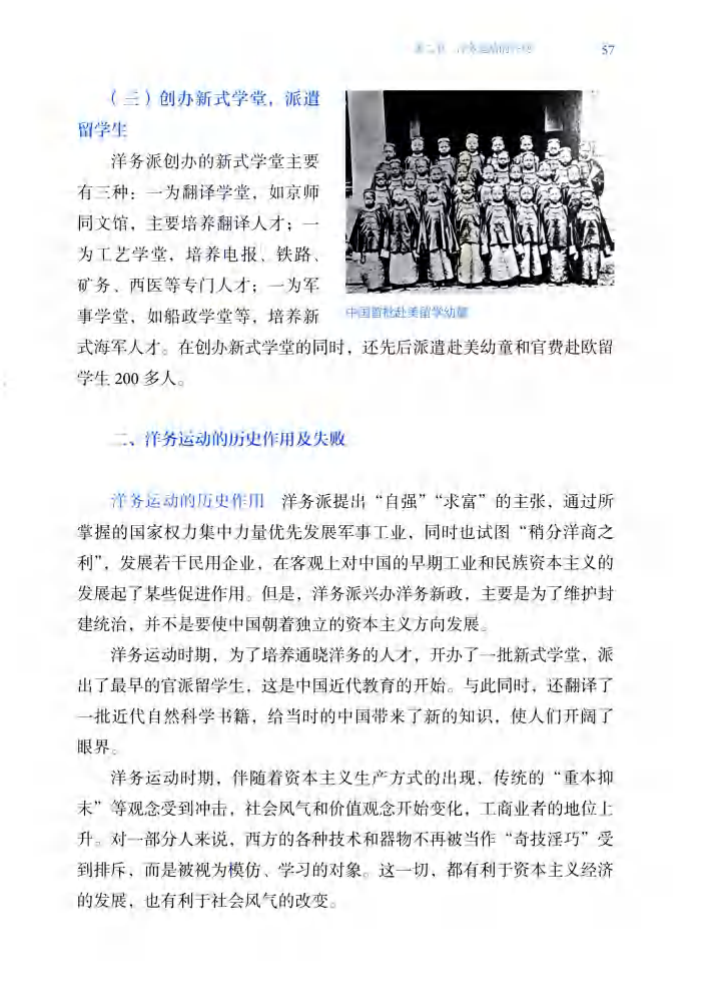 57
（三）创办新式学堂，派遣
留学生
洋务派创办的新式学堂主要
有三种：一为翻译学堂，如京师
同文馆，主要培养翻译人才；一
为工艺学堂，培养电报、铁路、
矿务、西医等专门人才；一为军
事学堂，如船政学堂等，培养新
中国首批赴美留学幼童
式海军人才。在创办新式学堂的同时，还先后派遣赴美幼童和官费赴欧留
学生 200 多人。
二、洋务运动的历史作用及失败
洋务运动的历史作用 洋务派提出“自强”“求富”的主张，通过所
掌握的国家权力集中力量优先发展军事工业，同时也试图“稍分洋商之
利”，发展若干民用企业，在客观上对中国的早期工业和民族资本主义的
发展起了某些促进作用。但是，洋务派兴办洋务新政，主要是为了维护封
建统治，并不是要使中国朝着独立的资本主义方向发展。
洋务运动时期，为了培养通晓洋务的人才，开办了一批新式学堂，派
出了最早的官派留学生，这是中国近代教育的开始。与此同时，还翻译了
一批近代自然科学书籍，给当时的中国带来了新的知识，使人们开阔了
眼界。
洋务运动时期，伴随着资本主义生产方式的出现，传统的“重本抑
末”等观念受到冲击，社会风气和价值观念开始变化，工商业者的地位上
升。对一部分人来说，西方的各种技术和器物不再被当作“奇技淫巧”受
到排斥，而是被视为模仿、学习的对象。这一切，都有利于资本主义经济
的发展，也有利于社会风气的改变。